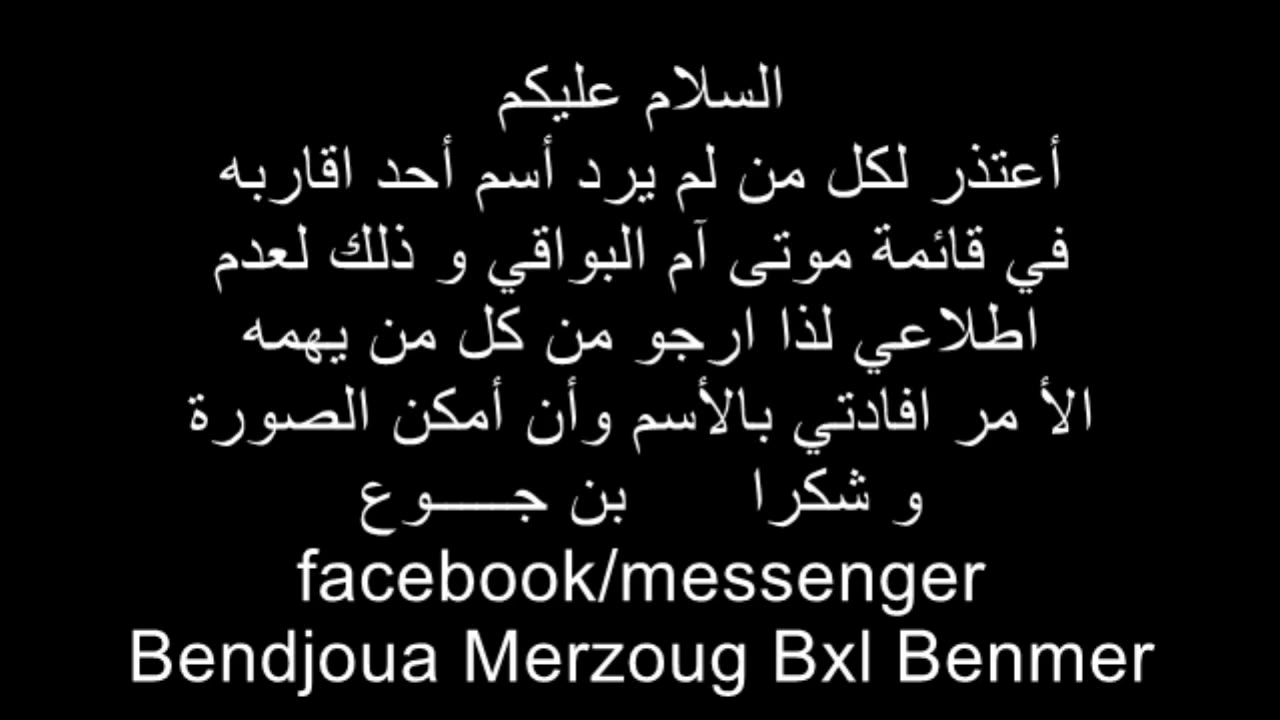 السلام عليكم
أعتذر لكل من لم يرد أسم أحد اقاربه
في قائمة موتى آم البواقي و ذلك لعدم
اطلاعي لذا ارجو من كل من يهمه
الأ مر افادتي بالأسم وأن أمكن الصورة
و شكرا بن جـــــوع
facebook/messenger
Bendjoua Merzoug Bxl Benmer